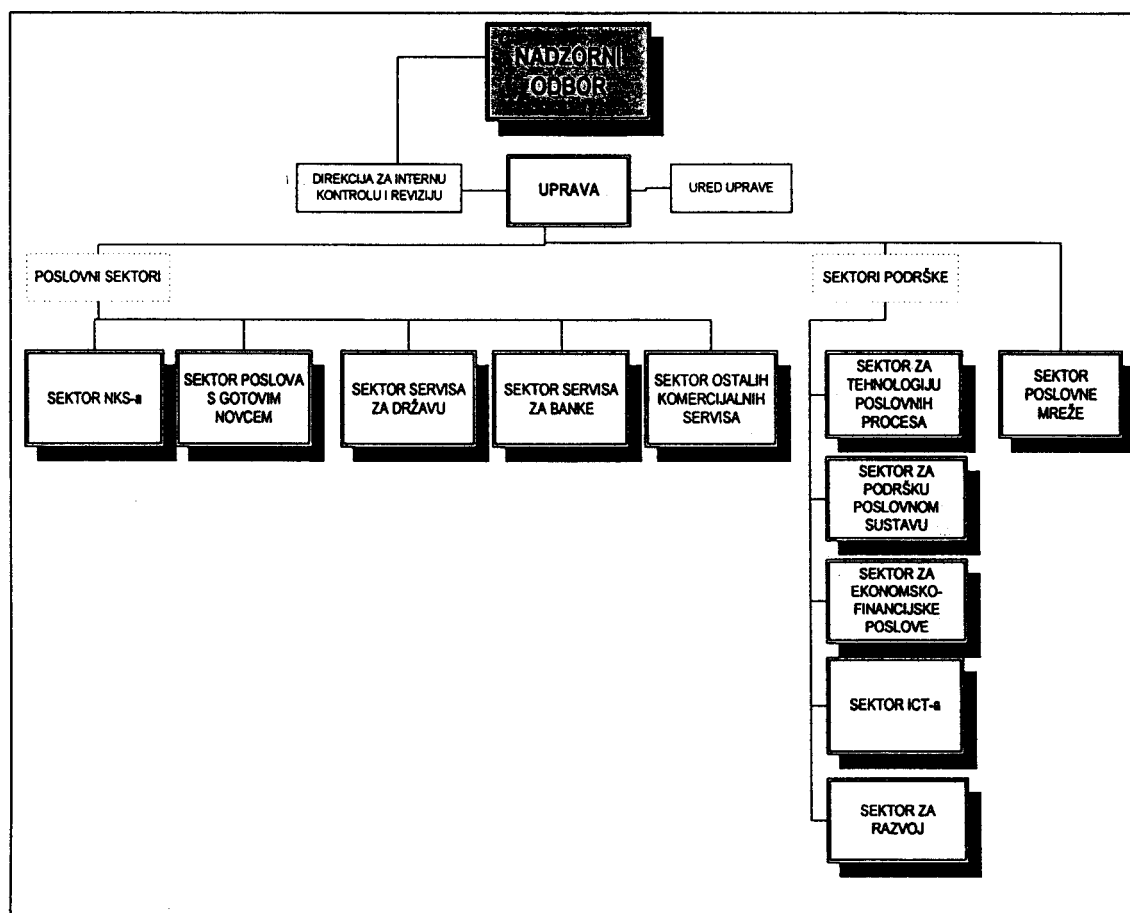 NADZORNI
ODBOR
DIREKCIJA ZA INTERNU
KONTROLU I REVIZIJU
UPRAVA
URED UPRAVE
POSLOVNI SEKTORI
SEKTORI PODRŠKE
SEKTOR NKS-a
SEKTOR POSLOVA
S GOTOVIM
NOVCEM
SEKTOR SERVISA
ZA DRŽAVU
SEKTOR SERVISA
ZA BANKE
SEKTOR OSTALIH
KOMERCIJALNIH
SERVISA
SEKTOR ZA
TEHNOLOGIJU
POSLOVNIH
PROCESA
SEKTOR
POSLOVNE
MREŽE
SEKTOR ZA
PODRŠKU
POSLOVNOM
SUSTAVU
SEKTOR ZA
EKONOMSKO-
FINANCIJSKE
POSLOVE
SEKTOR ICT-a
SEKTOR ZA
RAZVOJ